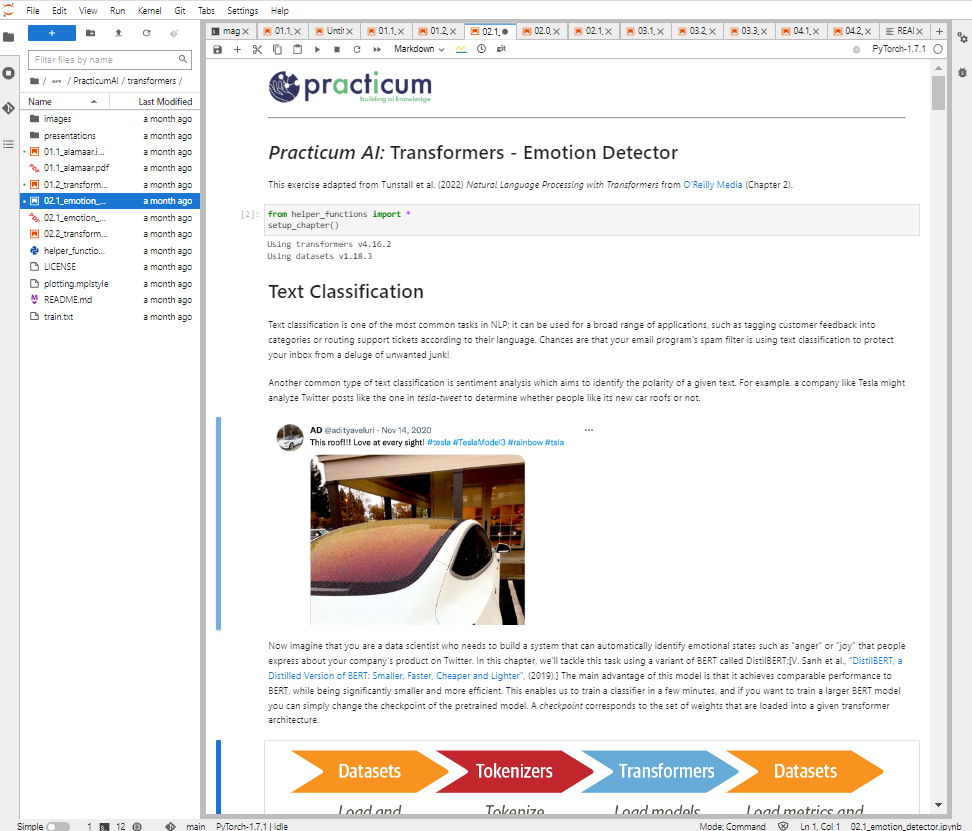 File Edit View Run Kernel Git Tabs Settings Help
mag 01.1. Untit 01.1. 01.2. 02.1. 02.0. 02.1. 03.1. 03.2. 03.3. 04.1. 04.2. REA
Markdown git PyTorch-1.7.1
Filter files by name
/ ··· / PracticumAI / transformers /
Name Last Modified
images a month ago
presentations a month ago
01.1_alamaar.i... a month ago
01.1_alamaar.pdf a month ago
01.2_transform... a month ago
02.1_emotion_... a month ago
02.1_emotion_... a month ago
02.2_transform... a month ago
helper_functio... a month ago
LICENSE a month ago
plotting.mplstyle a month ago
README.md a month ago
train.txt a month ago
practicum
building ai knowledge
Practicum AI: Transformers - Emotion Detector
This exercise adapted from Tunstall et al. (2022) Natural Language Processing with Transformers from O'Reilly Media (Chapter 2).
[2]: from helper_functions import *
setup_chapter()
Using transformers v4.16.2
Using datasets v1.18.3
Text Classification
Text classification is one of the most common tasks in NLP; it can be used for a broad range of applications, such as tagging customer feedback into
categories or routing support tickets according to their language. Chances are that your email program's spam filter is using text classification to protect
your inbox from a deluge of unwanted junk!
Another common type of text classification is sentiment analysis which aims to identify the polarity of a given text. For example, a company like Tesla might
analyze Twitter posts like the one in tesla-tweet to determine whether people like its new car roofs or not.
AD @adityaveluri · Nov 14, 2020 ···
This roof!!! Love at every sight! #tesla #TeslaModel3 #rainbow #tsla
Now imagine that you are a data scientist who needs to build a system that can automatically identify emotional states such as "anger" or "joy" that people
express about your company's product on Twitter. In this chapter, we'll tackle this task using a variant of BERT called DistilBERT:[V. Sanh et al., "DistilBERT, a
Distilled Version of BERT: Smaller, Faster, Cheaper and Lighter", (2019).] The main advantage of this model is that it achieves comparable performance to
BERT, while being significantly smaller and more efficient. This enables us to train a classifier in a few minutes, and if you want to train a larger BERT model
you can simply change the checkpoint of the pretrained model. A checkpoint corresponds to the set of weights that are loaded into a given transformer
architecture.
Datasets Tokenizers Transformers Datasets
Load and Tokenize Load models Load metrics and
Simple 1 12 main PyTorch-1.7.1 | Idle Mode: Command Ln 1, Col 1 02.1_emotion_detector.ipynb